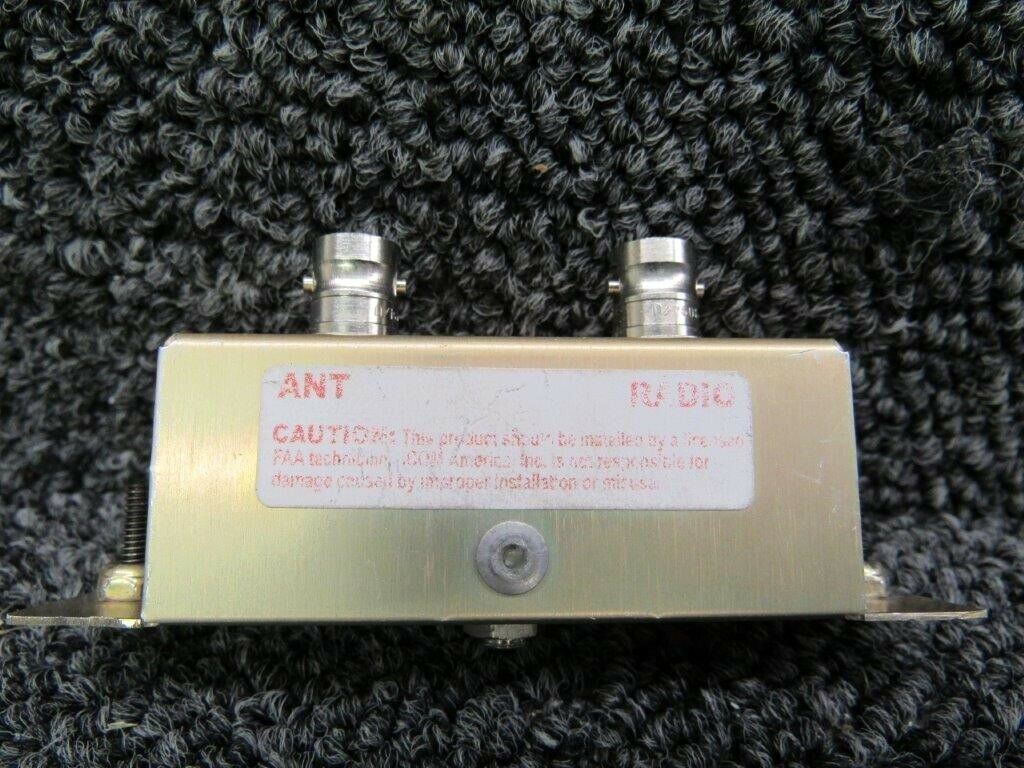 ANT RADIO
CAUTION: This product should be installed by a licensed
FAA technician. ICOM America, Inc. is not responsible for
damage caused by improper installation or misuse.